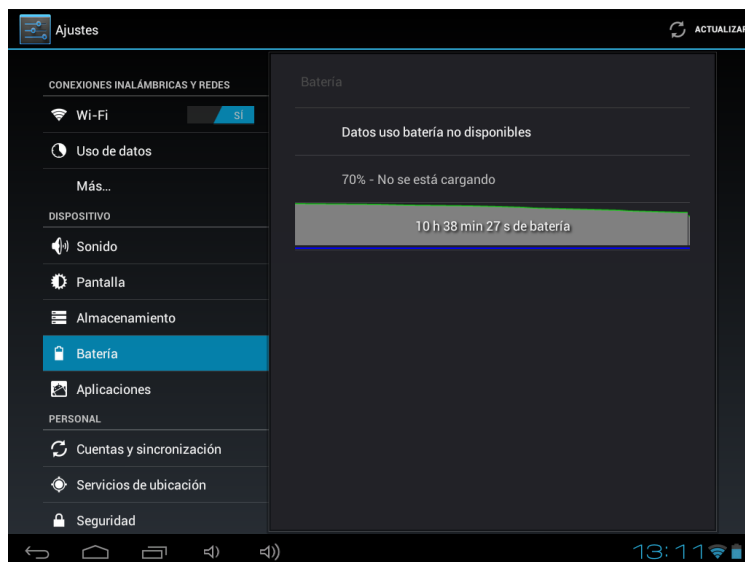 Ajustes
ACTUALIZAR
CONEXIONES INALÁMBRICAS Y REDES
Wi-Fi
SÍ
Uso de datos
Más...
DISPOSITIVO
Sonido
Pantalla
Almacenamiento
Batería
Aplicaciones
PERSONAL
Cuentas y sincronización
Servicios de ubicación
Seguridad
Batería
Datos uso batería no disponibles
70% - No se está cargando
10 h 38 min 27 s de batería
13:11